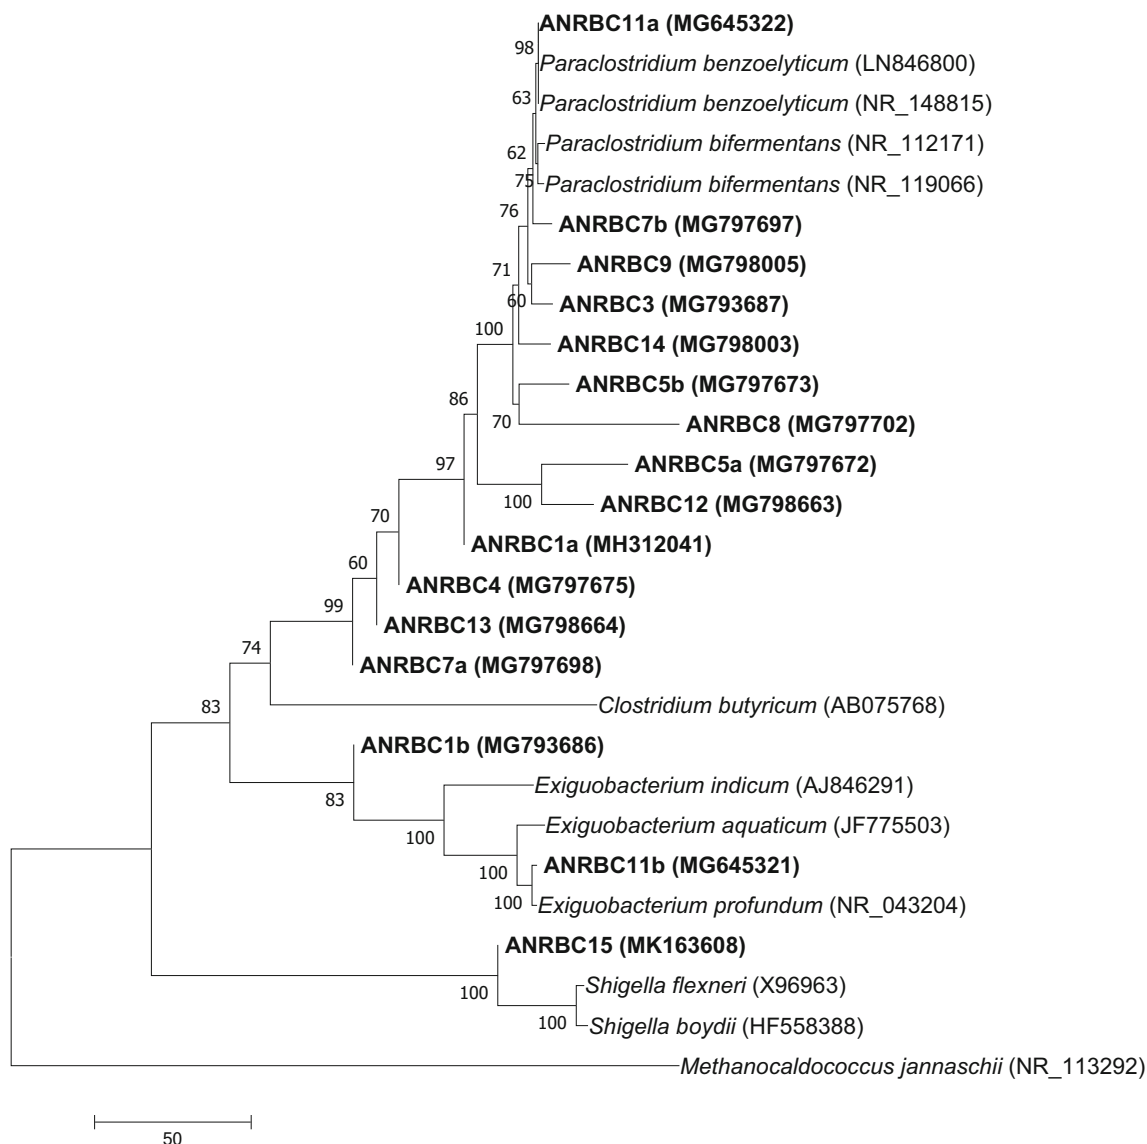 ANRBC11a (MG645322)
98
Paraclostridium benzoelyticum (LN846800)
63
Paraclostridium benzoelyticum (NR_148815)
Paraclostridium bifermentans (NR_112171)
62
75
Paraclostridium bifermentans (NR_119066)
76
ANRBC7b (MG797697)
ANRBC9 (MG798005)
71
60
ANRBC3 (MG793687)
100
ANRBC14 (MG798003)
ANRBC5b (MG797673)
86
70
ANRBC8 (MG797702)
97
ANRBC5a (MG797672)
100
ANRBC12 (MG798663)
70
ANRBC1a (MH312041)
60
ANRBC4 (MG797675)
99
ANRBC13 (MG798664)
74
ANRBC7a (MG797698)
83
Clostridium butyricum (AB075768)
ANRBC1b (MG793686)
83
Exiguobacterium indicum (AJ846291)
100
Exiguobacterium aquaticum (JF775503)
100
ANRBC11b (MG645321)
100
Exiguobacterium profundum (NR_043204)
ANRBC15 (MK163608)
100
Shigella flexneri (X96963)
100
Shigella boydii (HF558388)
Methanocaldococcus jannaschii (NR_113292)
50